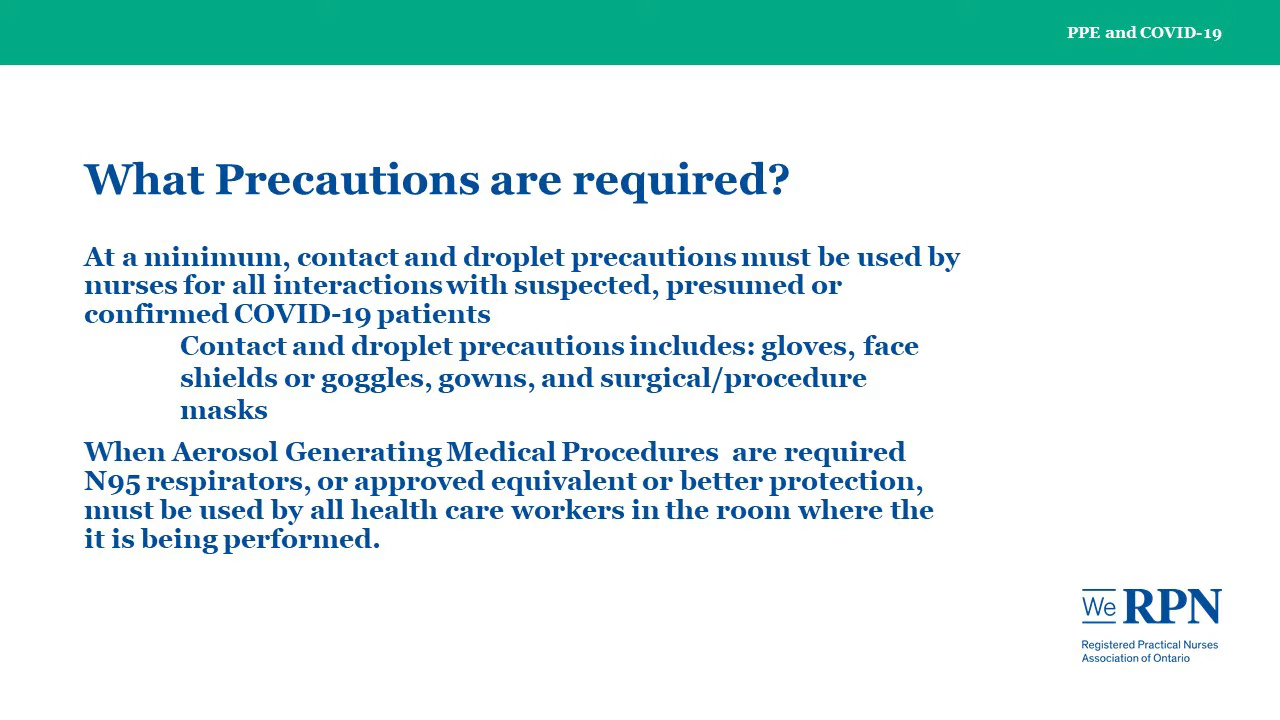 PPE and COVID-19
What Precautions are required?
At a minimum, contact and droplet precautions must be used by
nurses for all interactions with suspected, presumed or
confirmed COVID-19 patients
Contact and droplet precautions includes: gloves, face
shields or goggles, gowns, and surgical/procedure
masks
When Aerosol Generating Medical Procedures are required
N95 respirators, or approved equivalent or better protection,
must be used by all health care workers in the room where the
it is being performed.
We RPN
Registered Practical Nurses
Association of Ontario